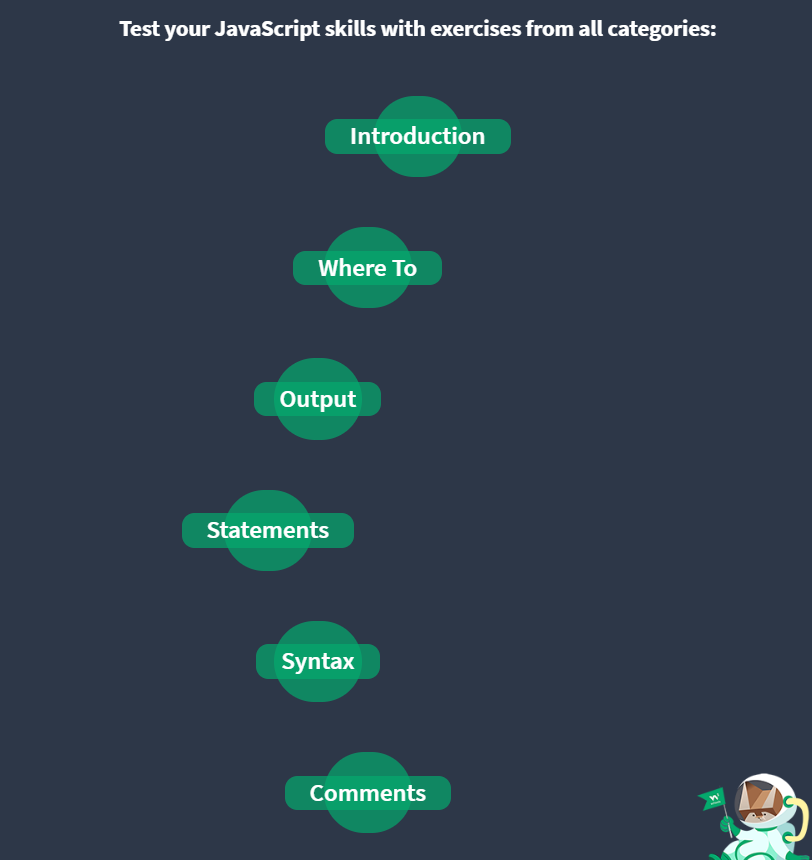 Test your JavaScript skills with exercises from all categories:
Introduction
Where To
Output
Statements
Syntax
Comments